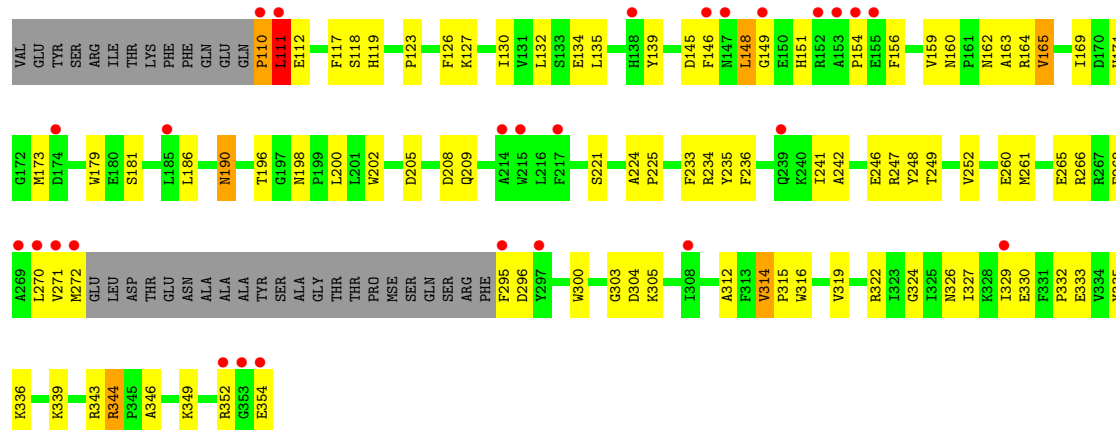 VAL GLU TYR SER ARG ILE THR LYS PHE PHE GLN GLU GLN P110 L111 E112 F117 S118 H119 P123 F126 K127 I130 V131 L132 S133 E134 L135 H138 Y139 D145 F146 N147 L148 G149 E150 H151 R152 A153 P154 E155 F156 V159 N160 P161 N162 A163 R164 V165 I169 D170
G172 M173 D174 W179 E180 S181 L185 L186 N190 T196 G197 N198 P199 L200 L201 W202 D205 D208 Q209 A214 W215 L216 F217 S221 A224 P225 F233 R234 Y235 F236 Q239 K240 I241 A242 E246 R247 Y248 T249 V252 E260 M261 E265 R266 R267
A269 L270 V271 M272 GLU LEU ASP THR GLU ASN ALA ALA ALA TYR SER ALA GLY THR THR PRO MSE SER GLN SER ARG PHE F295 D296 Y297 W300 G303 D304 K305 I308 A312 F313 V314 P315 W316 V319 R322 I323 G324 I325 N326 I327 K328 I329 E330 F331 P332 E333 V334
K336 K339 R343 R344 P345 A346 K349 R352 G353 E354